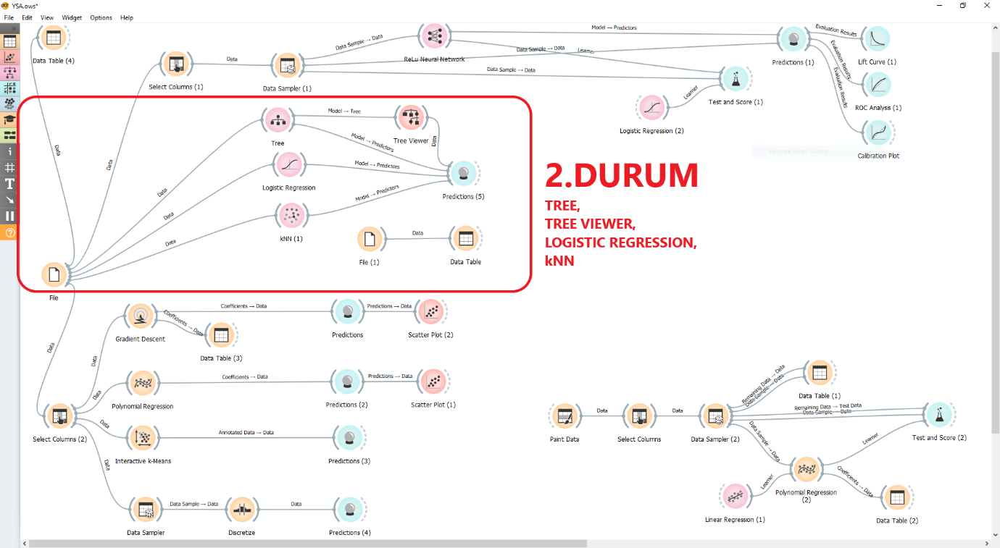 YSA.ows*
File Edit View Widget Options Help
Data Table (4)
Data
Select Columns (1)
Data
Data
Data Sampler (1)
Data Sample → Data
ReLu Neural Network
Model → Predictors
Data Sample → Data
Learner
Data Sample → Data
Predictions (1)
Evaluation Results
Evaluation Results
Evaluation Results
Lift Curve (1)
ROC Analysis (1)
Calibration Plot
Test and Score (1)
Learner
Logistic Regression (2)
Tree
Model → Tree
Tree Viewer
Data
Model → Predictors
Logistic Regression
Model → Predictors
Predictions (5)
kNN (1)
Model → Predictors
Data
Data
Data
File (1)
Data
Data Table
File
2.DURUM
TREE,
TREE VIEWER,
LOGISTIC REGRESSION,
kNN
Data
Select Columns (2)
Data
Gradient Descent
Coefficients → Data
Coefficients → Data
Data Table (3)
Predictions
Predictions → Data
Scatter Plot (2)
Data
Polynomial Regression
Coefficients → Data
Predictions (2)
Predictions → Data
Scatter Plot (1)
Data
Interactive k-Means
Annotated Data → Data
Predictions (3)
Data
Data Sampler
Data Sample → Data
Discretize
Data
Predictions (4)
Paint Data
Data
Select Columns
Data
Data Sampler (2)
Remaining Data → Data
Data Sample → Data
Data Table (1)
Remaining Data → Test Data
Data Sample → Data
Test and Score (2)
Data Sample → Data
Learner
Polynomial Regression
(2)
Learner
Linear Regression (1)
Coefficients → Data
Data Table (2)